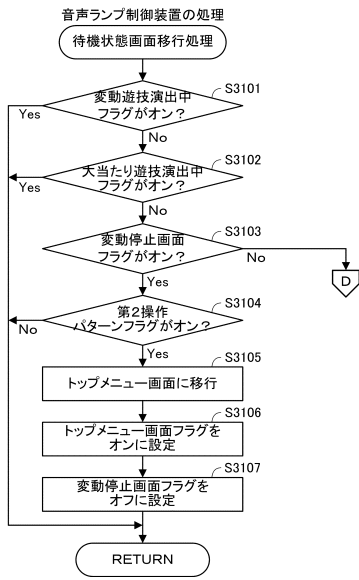 音声ランプ制御装置の処理
待機状態画面移行処理
S3101
変動遊技演出中
フラグがオン？
Yes
No
S3102
大当たり遊技演出中
フラグがオン？
Yes
No
S3103
変動停止画面
フラグがオン？
No
D
Yes
S3104
第2操作
パターンフラグがオン？
No
Yes
S3105
トップメニュー画面に移行
S3106
トップメニュー画面フラグを
オンに設定
S3107
変動停止画面フラグを
オフに設定
RETURN